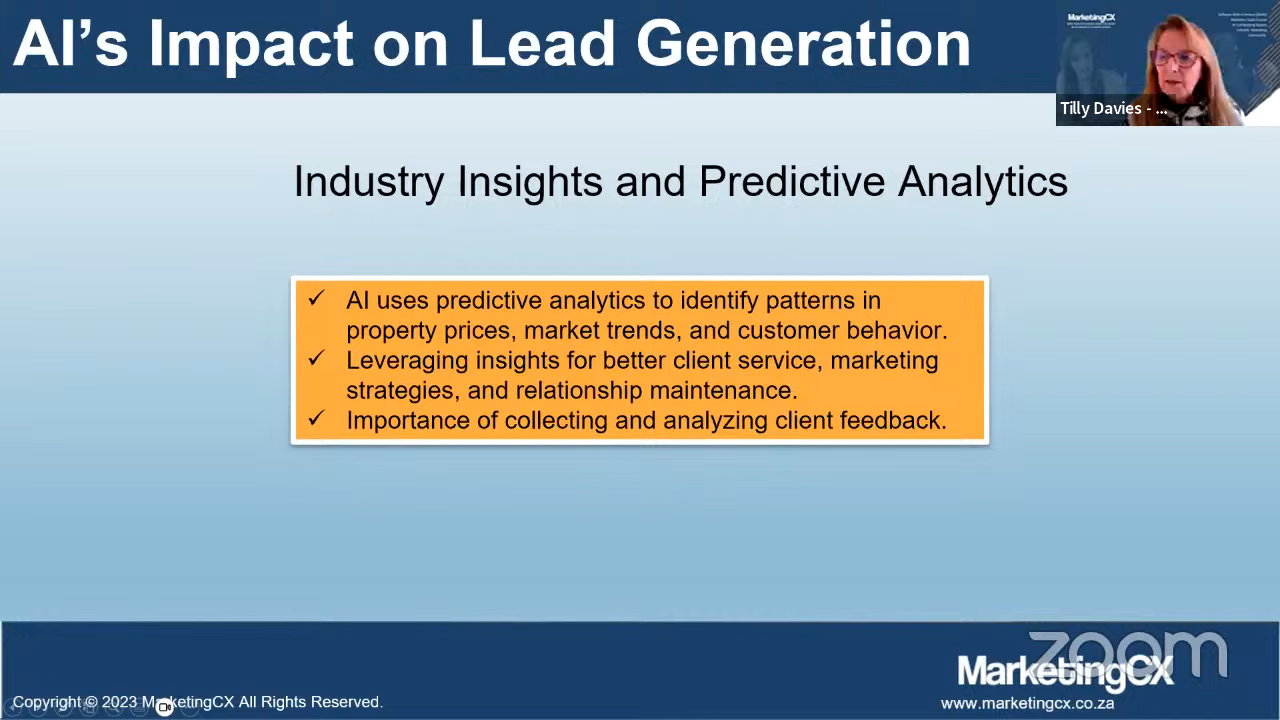 AI’s Impact on Lead Generation
MarketingCX
Tilly Davies - ...
Industry Insights and Predictive Analytics
✓ AI uses predictive analytics to identify patterns in
property prices, market trends, and customer behavior.
✓ Leveraging insights for better client service, marketing
strategies, and relationship maintenance.
✓ Importance of collecting and analyzing client feedback.
zoom
MarketingCX
www.marketingcx.co.za
Copyright © 2023 MarketingCX All Rights Reserved.